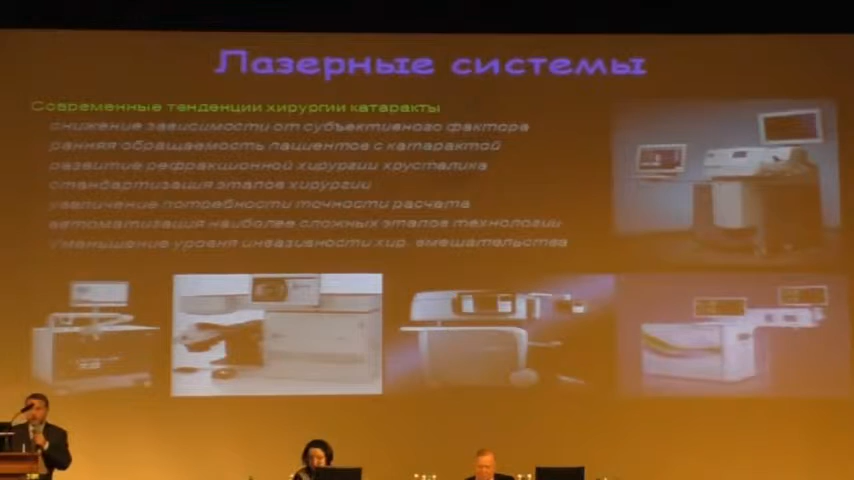 Лазерные системы
Современные тенденции хирургии катаракты
снижение зависимости от субъективного фактора
ранняя обращаемость пациентов с катарактой
развитие рефракционной хирургии хрусталика
стандартизация этапов хирургии
увеличение потребности точности расчета
автоматизация наиболее сложных этапов технологии
уменьшение уровня инвазивности хир. вмешательства